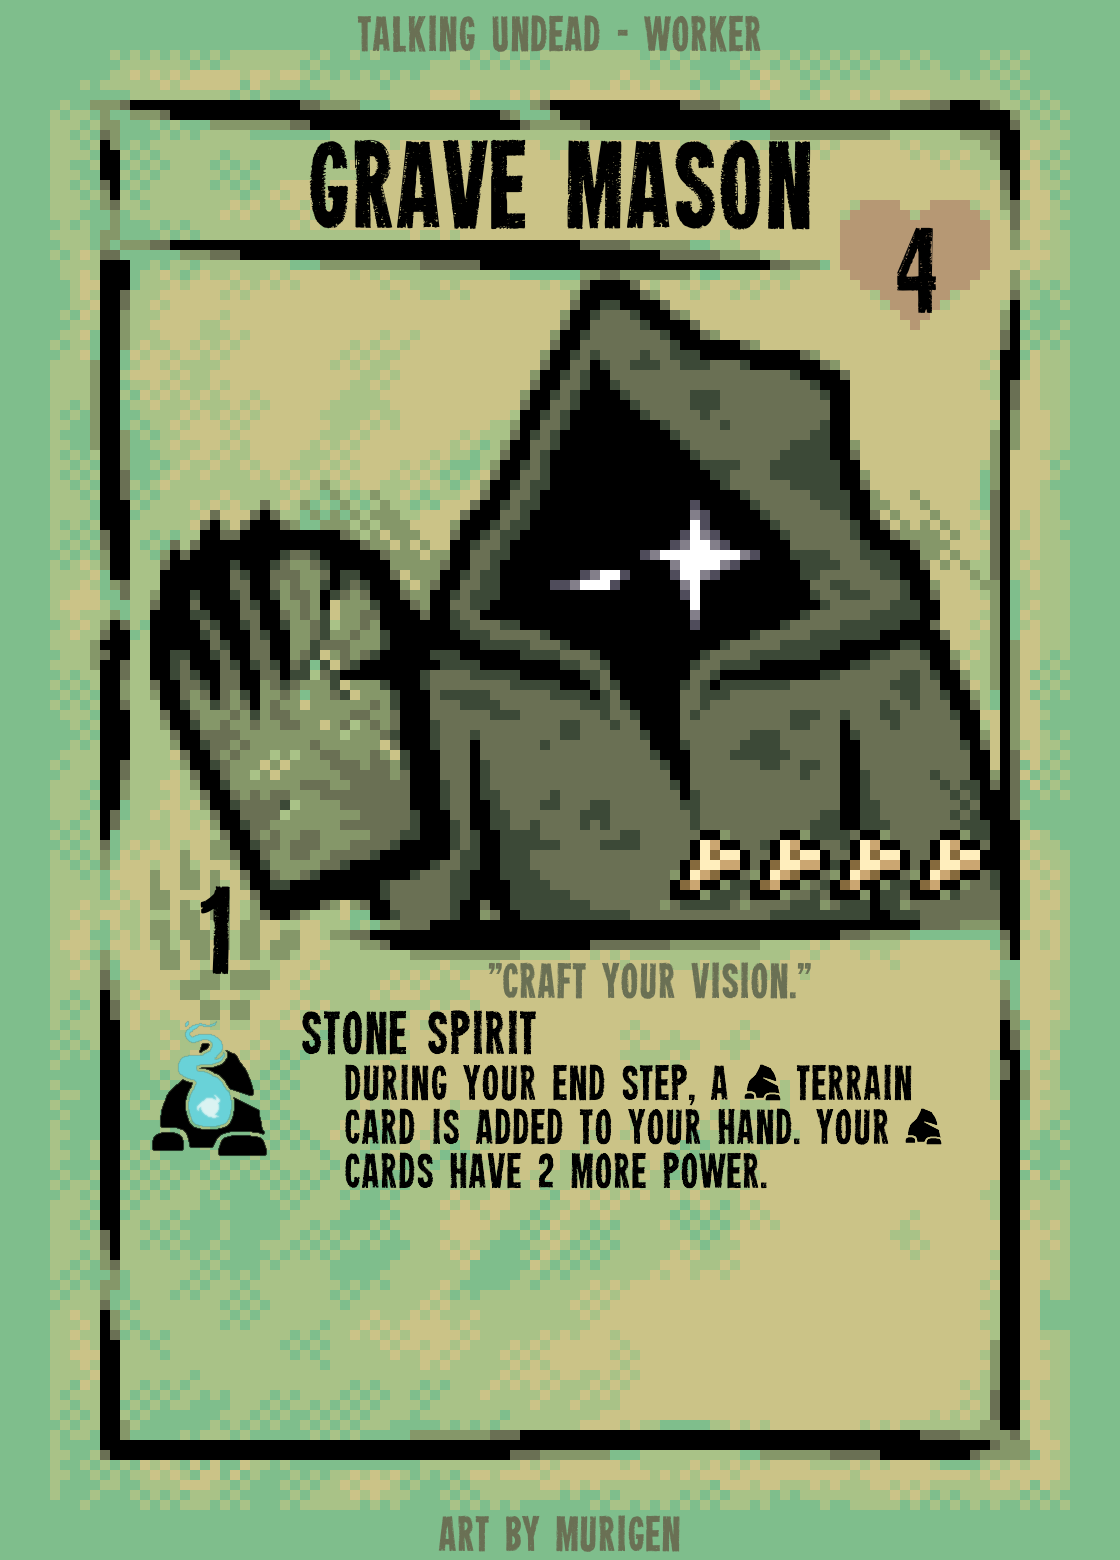 TALKING UNDEAD - WORKER
GRAVE MASON
4
1
"CRAFT YOUR VISION."
STONE SPIRIT
DURING YOUR END STEP, A TERRAIN
CARD IS ADDED TO YOUR HAND. YOUR
CARDS HAVE 2 MORE POWER.
ART BY MURIGEN